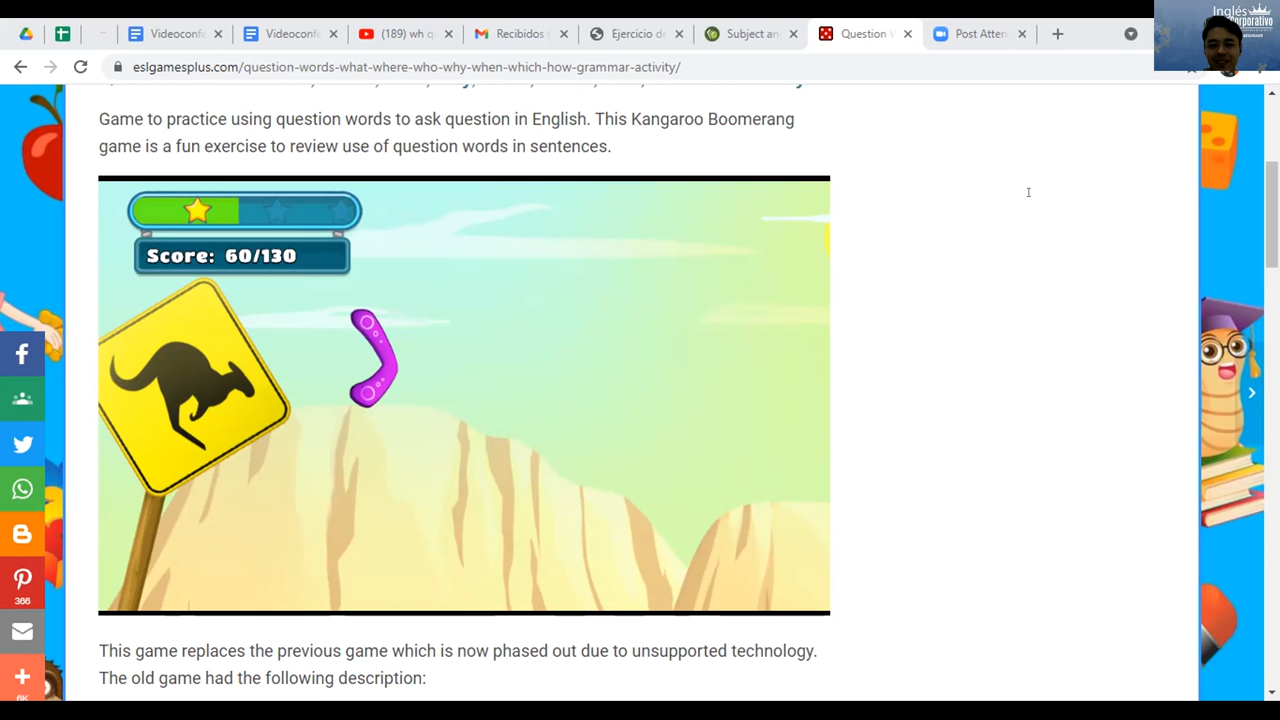 Videoconfe
Videoconfe
(189) wh qu
Recibidos
Ejercicio de
Subject an
Question
Post Atten
Inglés
Corporativo
BEGINNER
eslgamesplus.com/question-words-what-where-who-why-when-which-how-grammar-activity/
Game to practice using question words to ask question in English. This Kangaroo Boomerang
game is a fun exercise to review use of question words in sentences.
Score: 60/130
366
6K
This game replaces the previous game which is now phased out due to unsupported technology.
The old game had the following description: